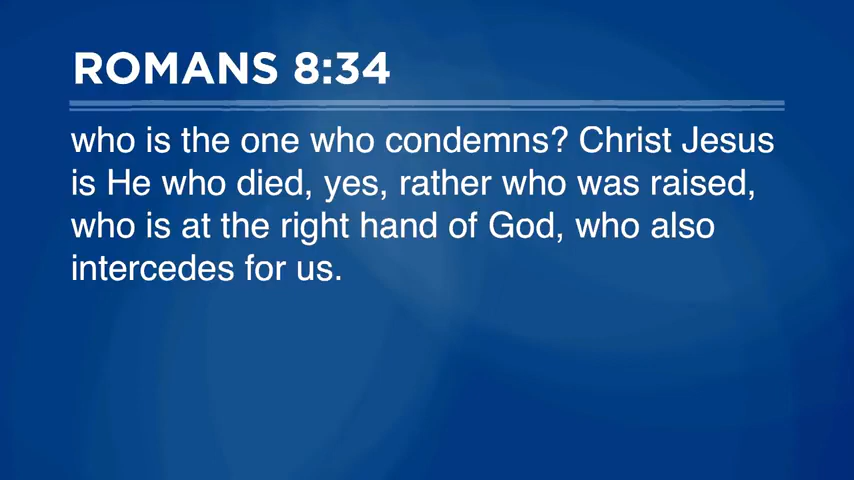 ROMANS 8:34
who is the one who condemns? Christ Jesus
is He who died, yes, rather who was raised,
who is at the right hand of God, who also
intercedes for us.